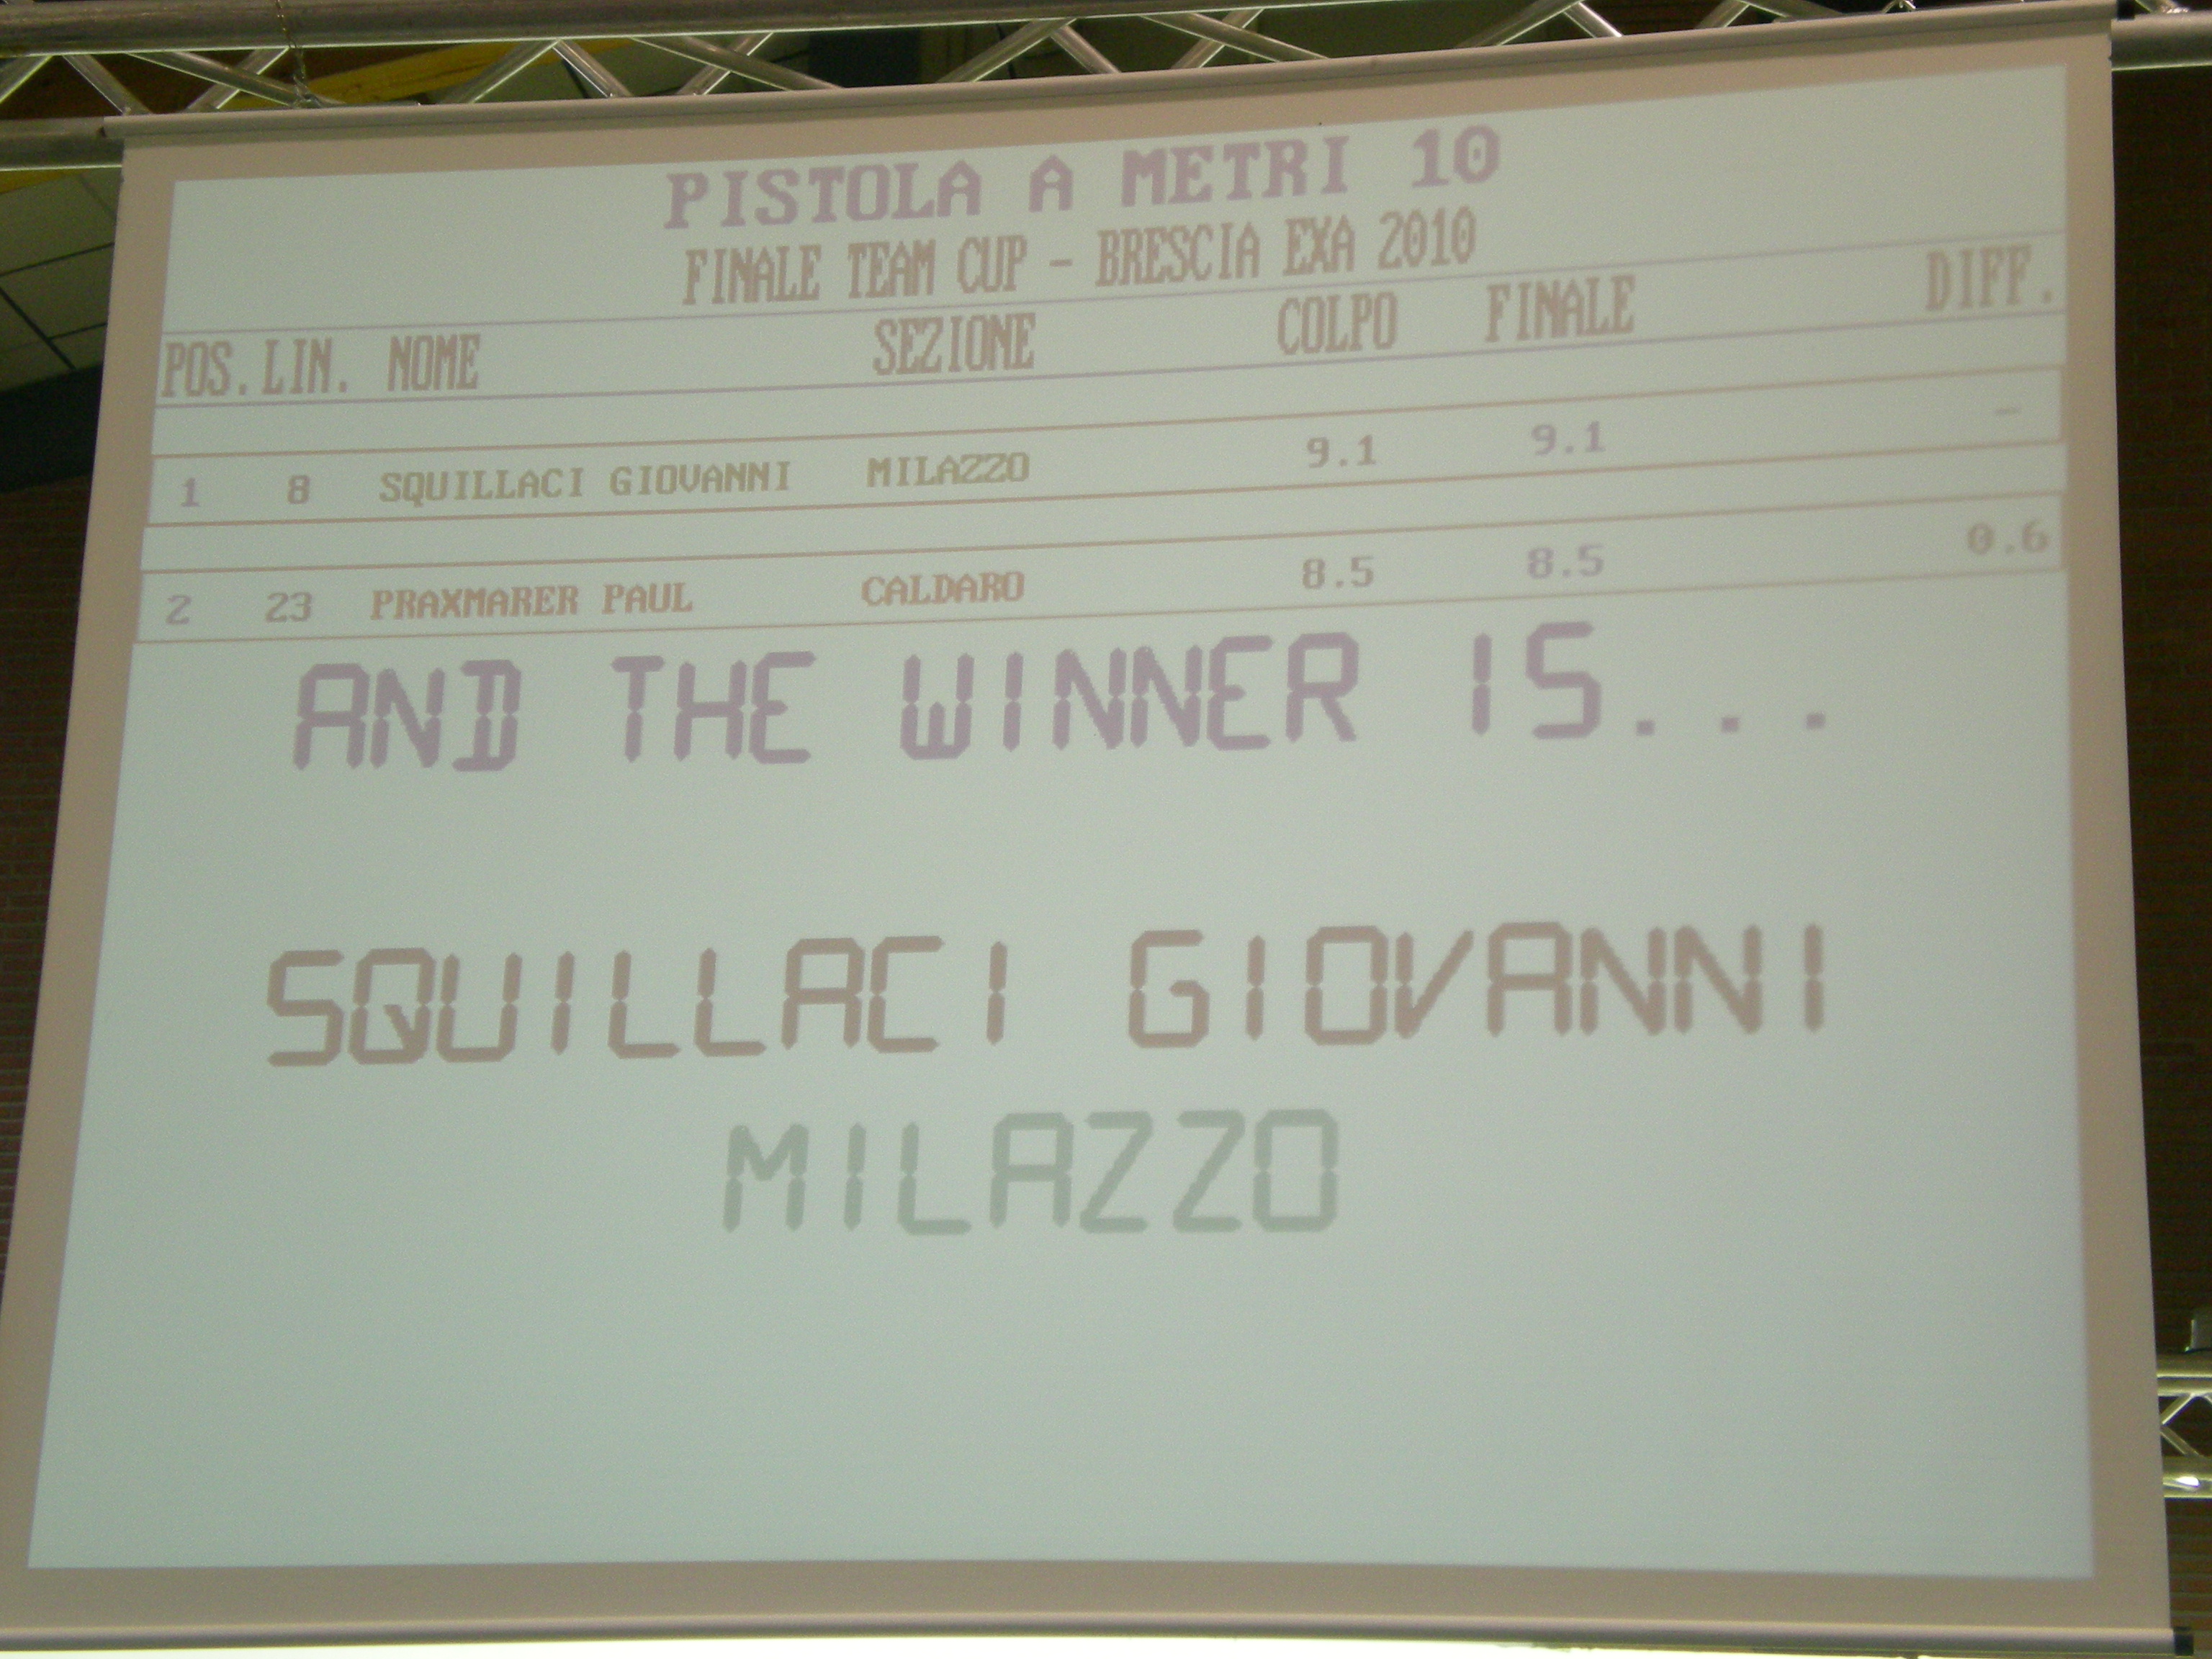 PISTOLA A METRI 10
FINALE TEAM CUP - BRESCIA EXA 2010
POS. LIN. NOME SEZIONE COLPO FINALE DIFF.
1 8 SQUILLACI GIOVANNI MILAZZO 9.1 9.1 -
2 23 PRAXMARER PAUL CALDARO 8.5 8.5 0.6
AND THE WINNER IS...
SQUILLACI GIOVANNI
MILAZZO